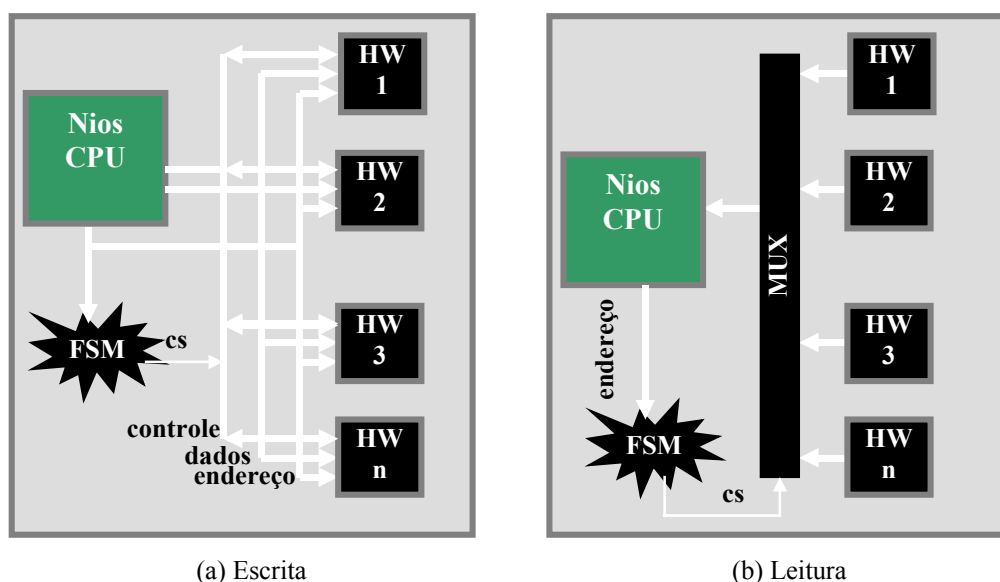 HW
1
Nios
CPU
HW
2
FSM
cs
HW
3
controle
dados
endereço
HW
n
(a) Escrita
HW
1
Nios
CPU
HW
2
MUX
endereço
HW
3
FSM
cs
HW
n
(b) Leitura